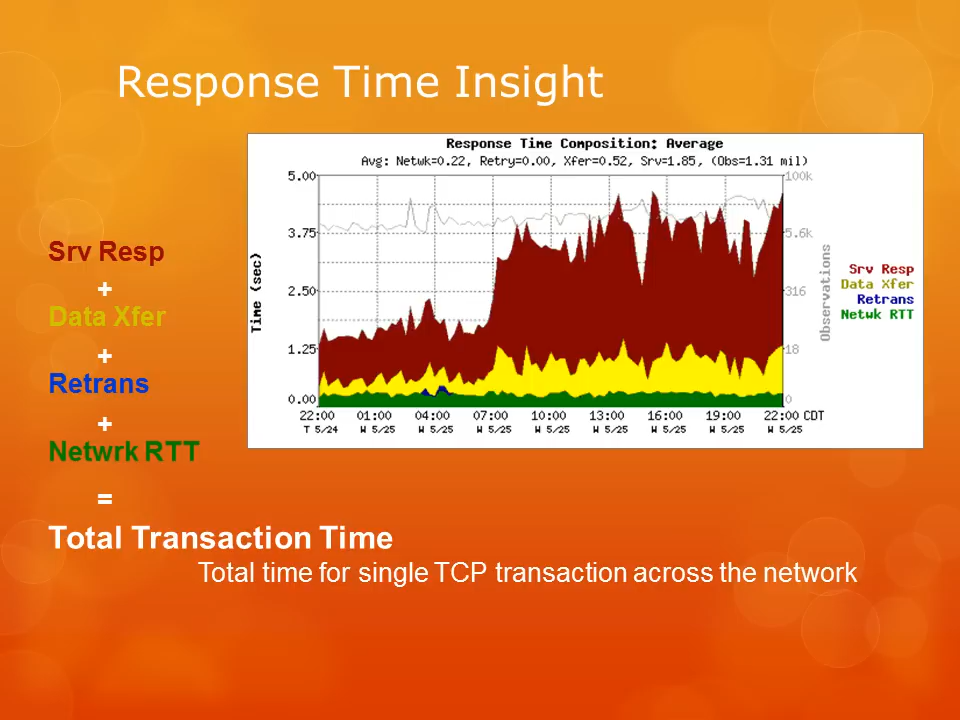 Response Time Insight
Response Time Composition: Average
Avg: Netwk=0.22, Retry=0.00, Xfer=0.52, Srv=1.85, (Obs=1.31 mil)
Time (sec)
5.00
3.75
2.50
1.25
0.00
100k
5.6k
316
18
0
Observations
22:00 01:00 04:00 07:00 10:00 13:00 16:00 19:00 22:00 CDT
T 5/24 W 5/25 W 5/25 W 5/25 W 5/25 W 5/25 W 5/25 W 5/25 W 5/25
Srv Resp
Data Xfer
Retrans
Netwk RTT
Srv Resp
+
Data Xfer
+
Retrans
+
Netwrk RTT
=
Total Transaction Time
Total time for single TCP transaction across the network